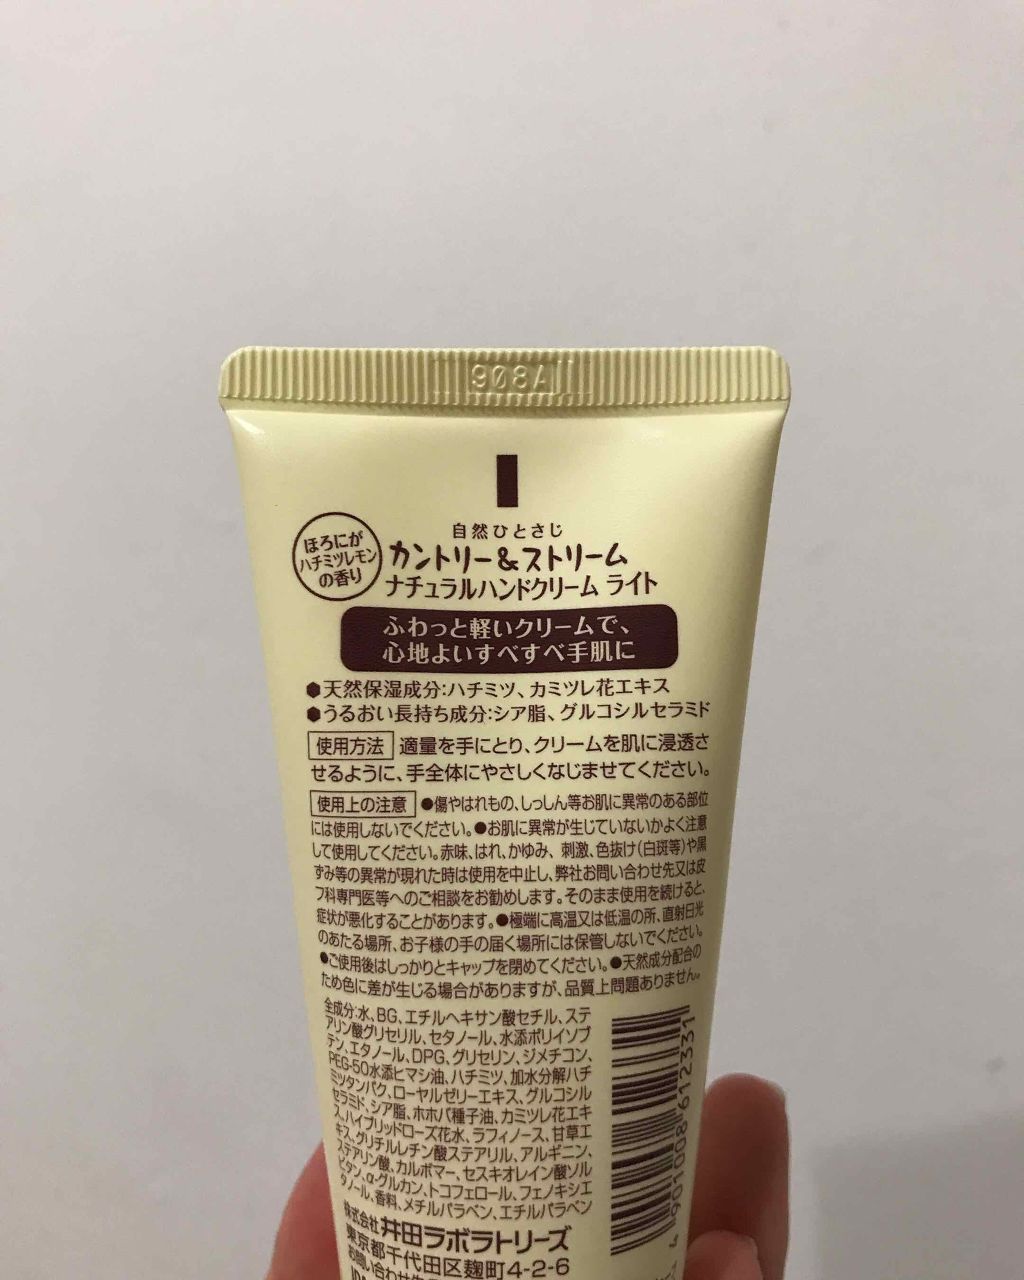 908A
自然ひとさじ
ほろにが
ハチミツレモン
の香り
カントリー&ストリーム
ナチュラルハンドクリーム ライト
ふわっと軽いクリームで、
心地よいすべすべ手肌に
●天然保湿成分:ハチミツ、カミツレ花エキス
●うるおい長持ち成分:シア脂、グルコシルセラミド
使用方法 適量を手にとり、クリームを肌に浸透さ
せるように、手全体にやさしくなじませてください。
使用上の注意 ●傷やはれもの、しっしん等お肌に異常のある部位
には使用しないでください。●お肌に異常が生じていないかよく注意
して使用してください。赤味、はれ、かゆみ、刺激、色抜け(白斑等)や黒
ずみ等の異常が現れた時は使用を中止し、弊社お問い合わせ先又は皮
フ科専門医等へのご相談をお勧めします。そのまま使用を続けると、
症状が悪化することがあります。●極端に高温又は低温の所、直射日光
のあたる場所、お子様の手の届く場所には保管しないでください。
●ご使用後はしっかりとキャップを閉めてください。●天然成分配合の
ため色に差が生じる場合がありますが、品質上問題ありません。
全成分:水、BG、エチルヘキサン酸セチル、ステ
アリン酸グリセリル、セタノール、水添ポリイソブ
テン、エタノール、DPG、グリセリン、ジメチコン、
PEG-50水添ヒマシ油、ハチミツ、加水分解ハチ
ミツタンパク、ローヤルゼリーエキス、グルコシル
セラミド、シア脂、ホホバ種子油、カミツレ花エキ
ス、ハイブリッドローズ花水、ラフィノース、甘草エ
キス、グリチルレチン酸ステアリル、アルギニン、
ステアリン酸、カルボマー、セスキオレイン酸ソル
ビタン、α-グルカン、トコフェロール、フェノキシエ
タノール、香料、メチルパラベン、エチルパラベン
株式会社 井田ラボラトリーズ
東京都千代田区麹町4-2-6
お問い合わせ
4 901008 612331